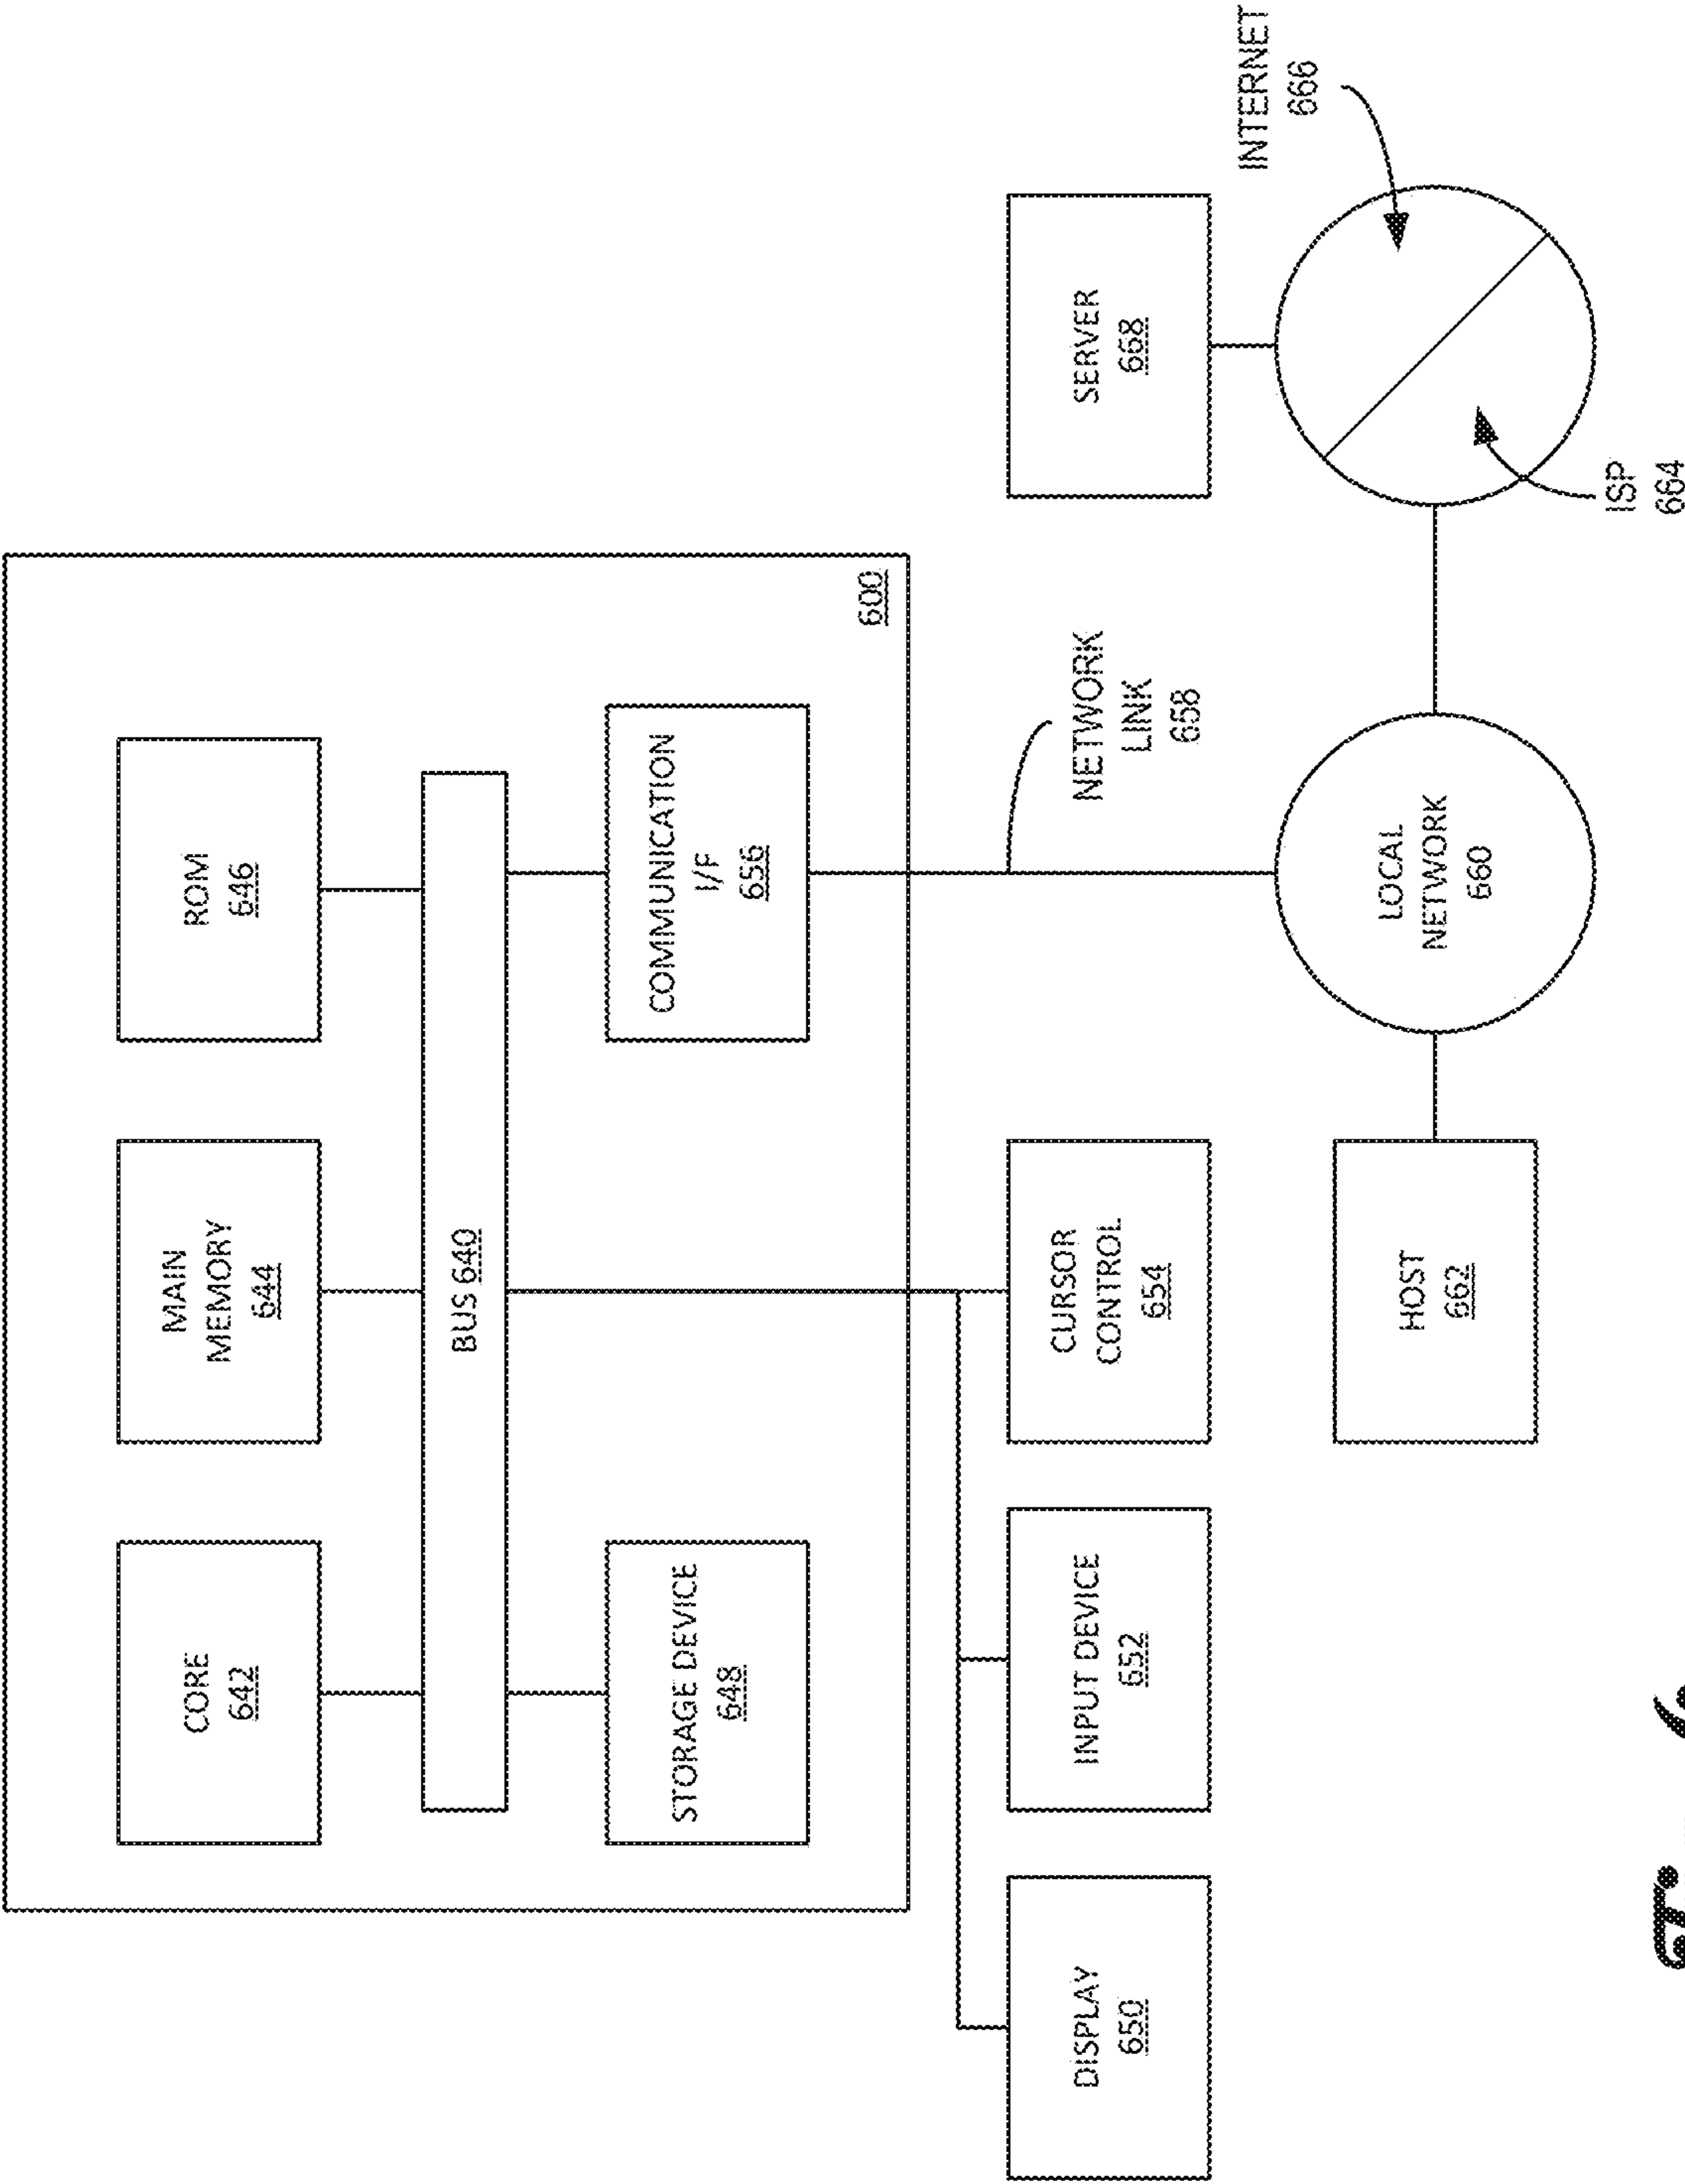 CORE
642
MAIN
MEMORY
644
ROM
646
BUS 640
STORAGE DEVICE
648
COMMUNICATION
I/F
656
600
DISPLAY
650
INPUT DEVICE
652
CURSOR
CONTROL
654
NETWORK
LINK
658
SERVER
668
INTERNET
666
HOST
662
LOCAL
NETWORK
660
ISP
664